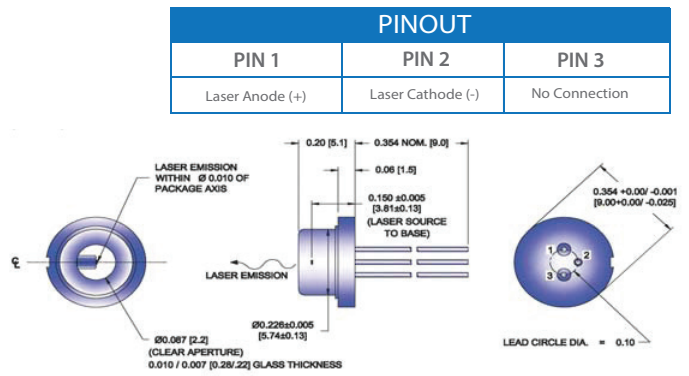 PINOUT
PIN 1
PIN 2
PIN 3
Laser Anode (+)
Laser Cathode (-)
No Connection
0.20 [5.1]
0.354 NOM. [9.0]
0.06 [1.5]
LASER EMISSION
WITHIN Ø 0.010 OF
PACKAGE AXIS
0.150 ±0.005
[3.81±0.13]
(LASER SOURCE
TO BASE)
0.354 +0.00/ -0.001
[9.00+0.00/ -0.025]
℄
LASER EMISSION
1
2
3
Ø0.226±0.005
[5.74±0.13]
Ø0.087 [2.2]
(CLEAR APERTURE)
0.010 / 0.007 [0.26/.22] GLASS THICKNESS
LEAD CIRCLE DIA. = 0.10